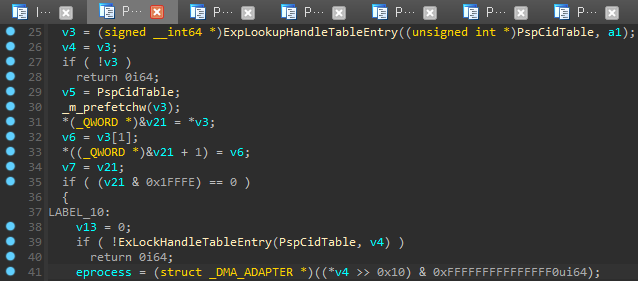 I··· P··· P··· P··· P··· P··· P···
25 v3 = (signed __int64 *)ExpLookupHandleTableEntry((unsigned int *)PspCidTable, a1);
26 v4 = v3;
27 if ( !v3 )
28 return 0i64;
29 v5 = PspCidTable;
30 _m_prefetchw(v3);
31 *(_QWORD *)&v21 = *v3;
32 v6 = v3[1];
33 *((_QWORD *)&v21 + 1) = v6;
34 v7 = v21;
35 if ( (v21 & 0x1FFFE) == 0 )
36 {
37 LABEL_10:
38 v13 = 0;
39 if ( !ExLockHandleTableEntry(PspCidTable, v4) )
40 return 0i64;
41 eprocess = (struct _DMA_ADAPTER *)((*v4 >> 0x10) & 0xFFFFFFFFFFFFFFF0ui64);